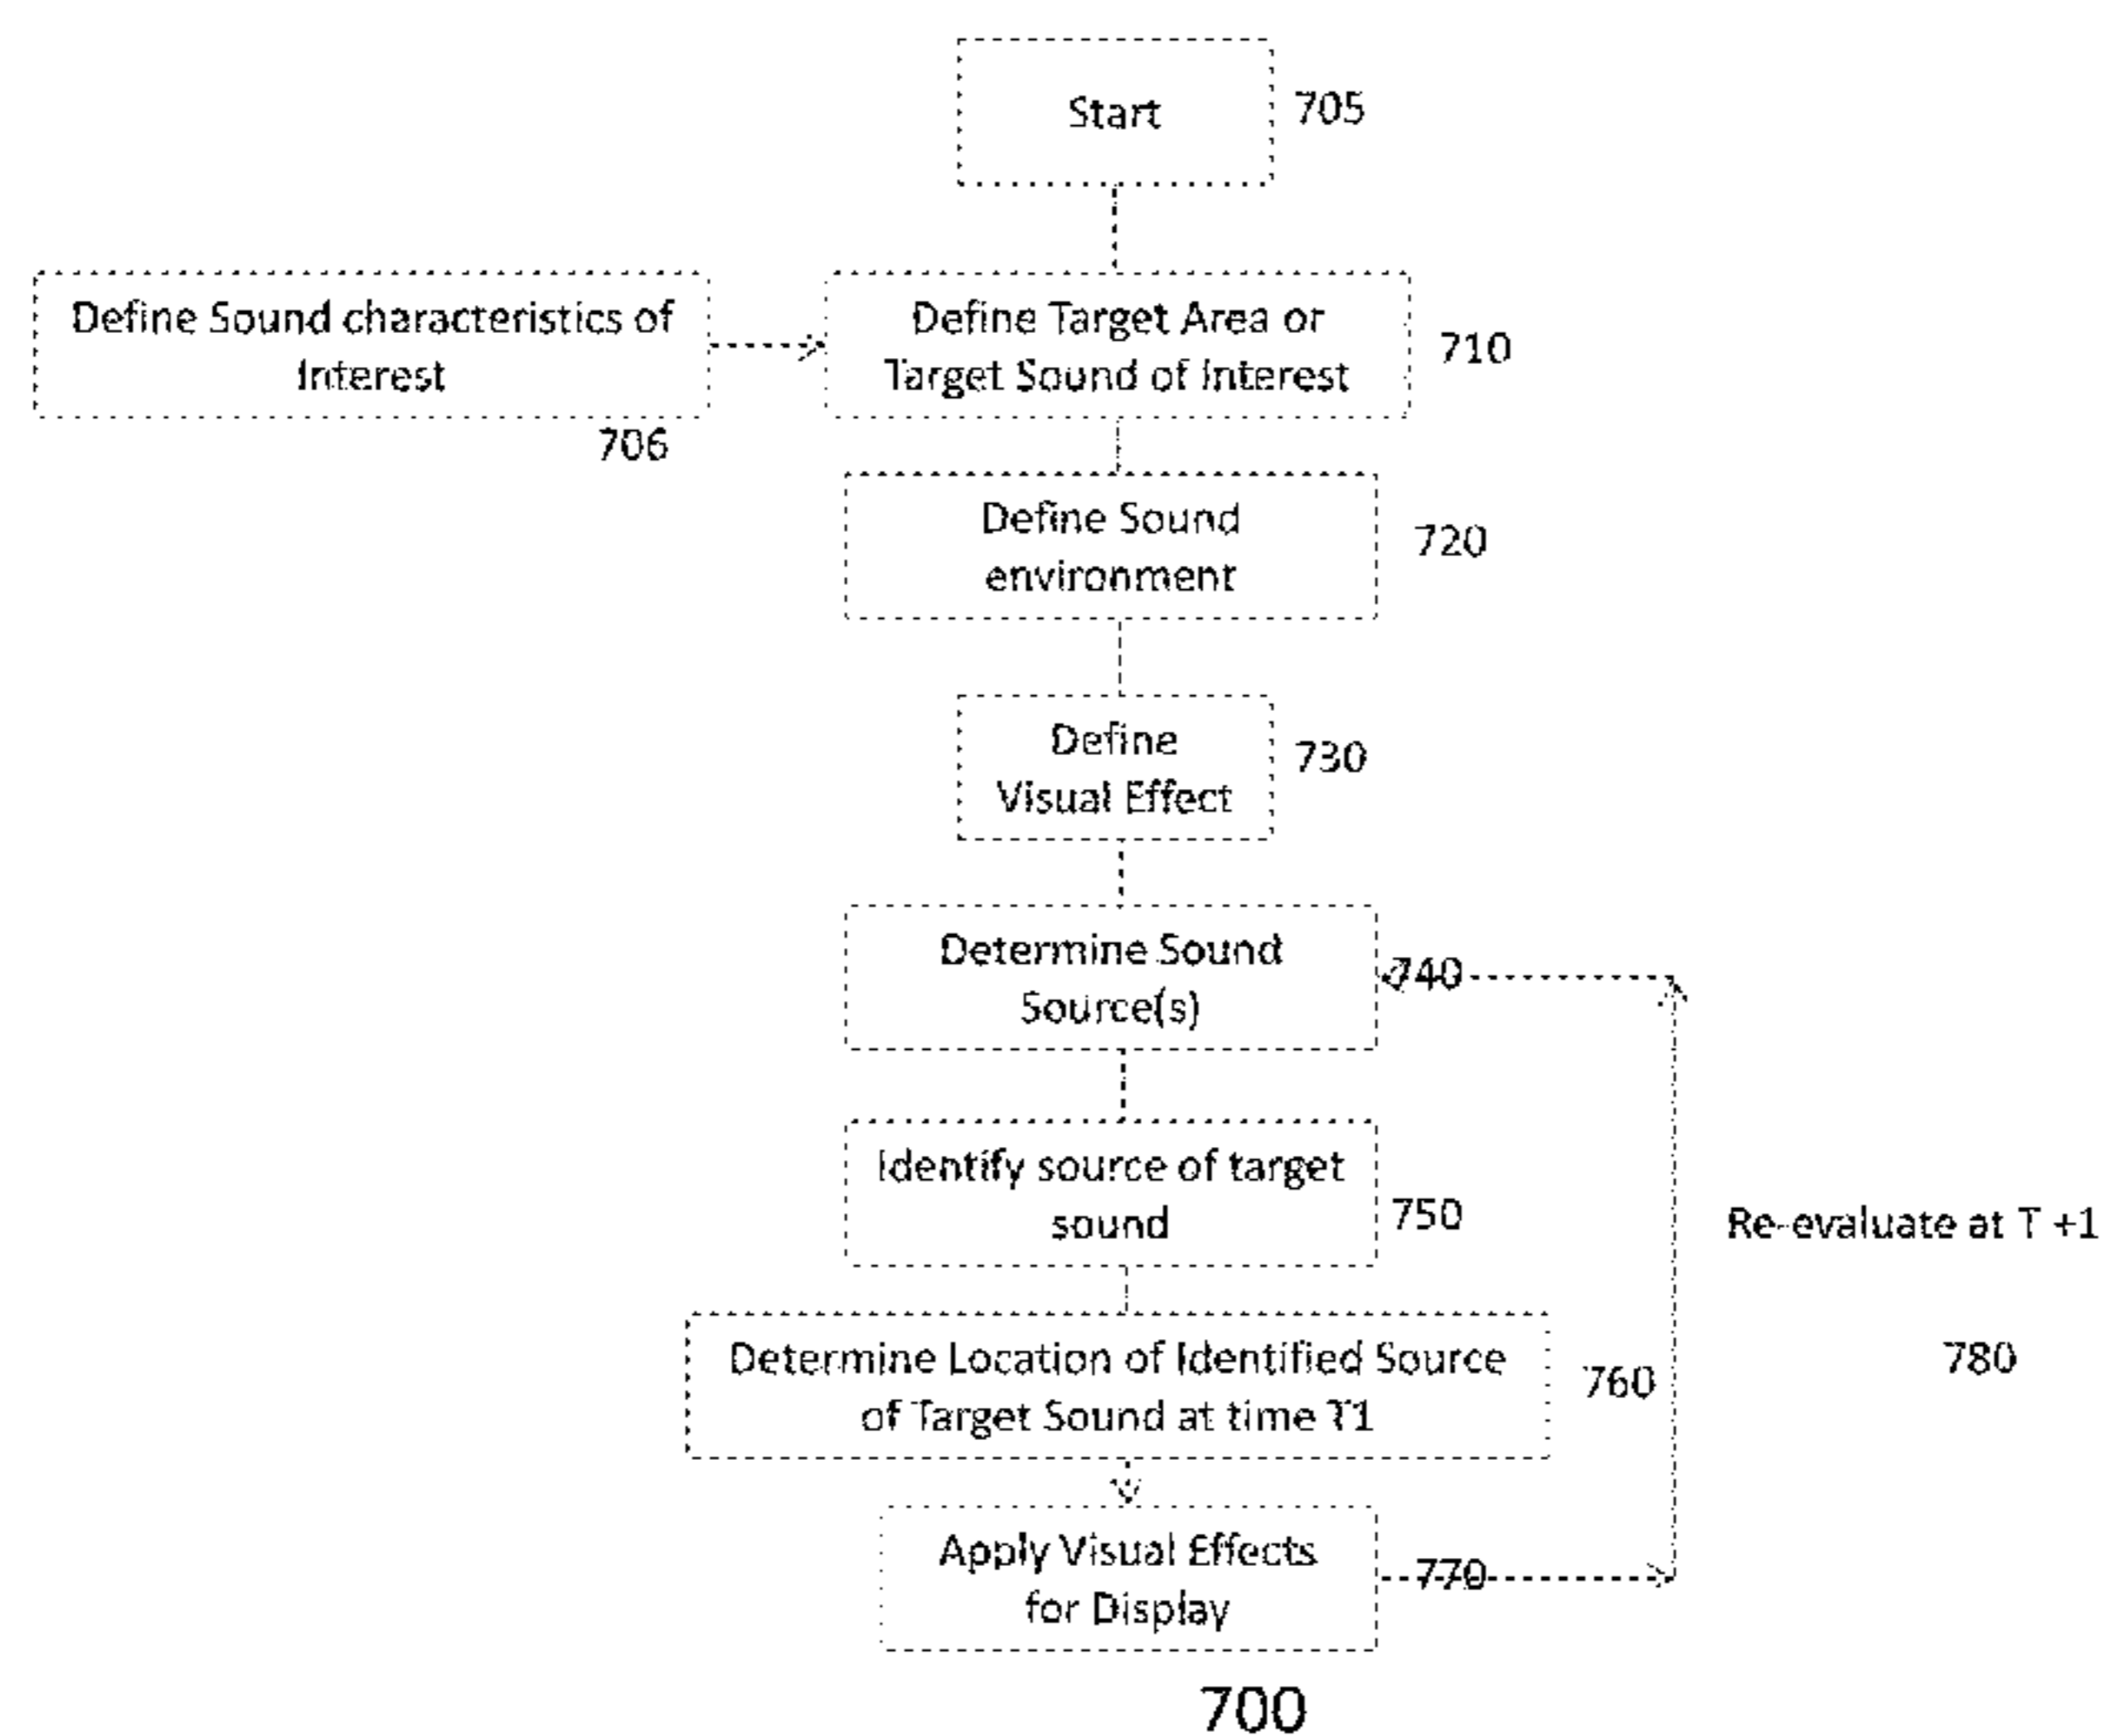 Start
705
Define Sound characteristics of
Interest
706
Define Target Area or
Target Sound of Interest
710
Define Sound
environment
720
Define
Visual Effect
730
Determine Sound
Source(s)
740
Identify source of target
sound
750
Re-evaluate at T +1
780
Determine Location of Identified Source
of Target Sound at time T1
760
Apply Visual Effects
for Display
770
700